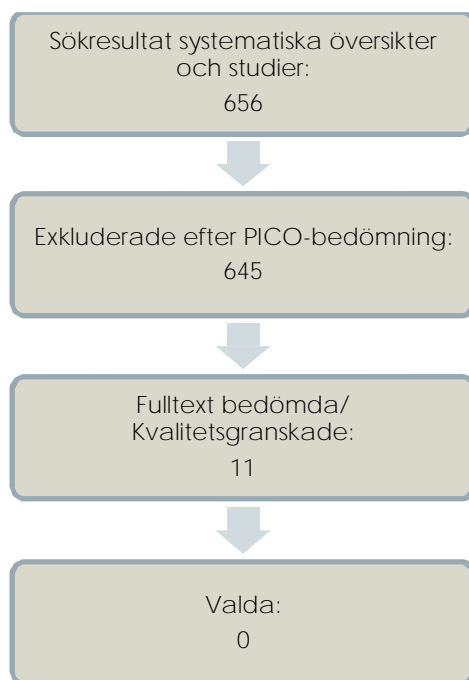 Sökresultat systematiska översikter
och studier:
656
Exkluderade efter PICO-bedömning:
645
Fulltext bedömda/
Kvalitetsgranskade:
11
Valda:
0